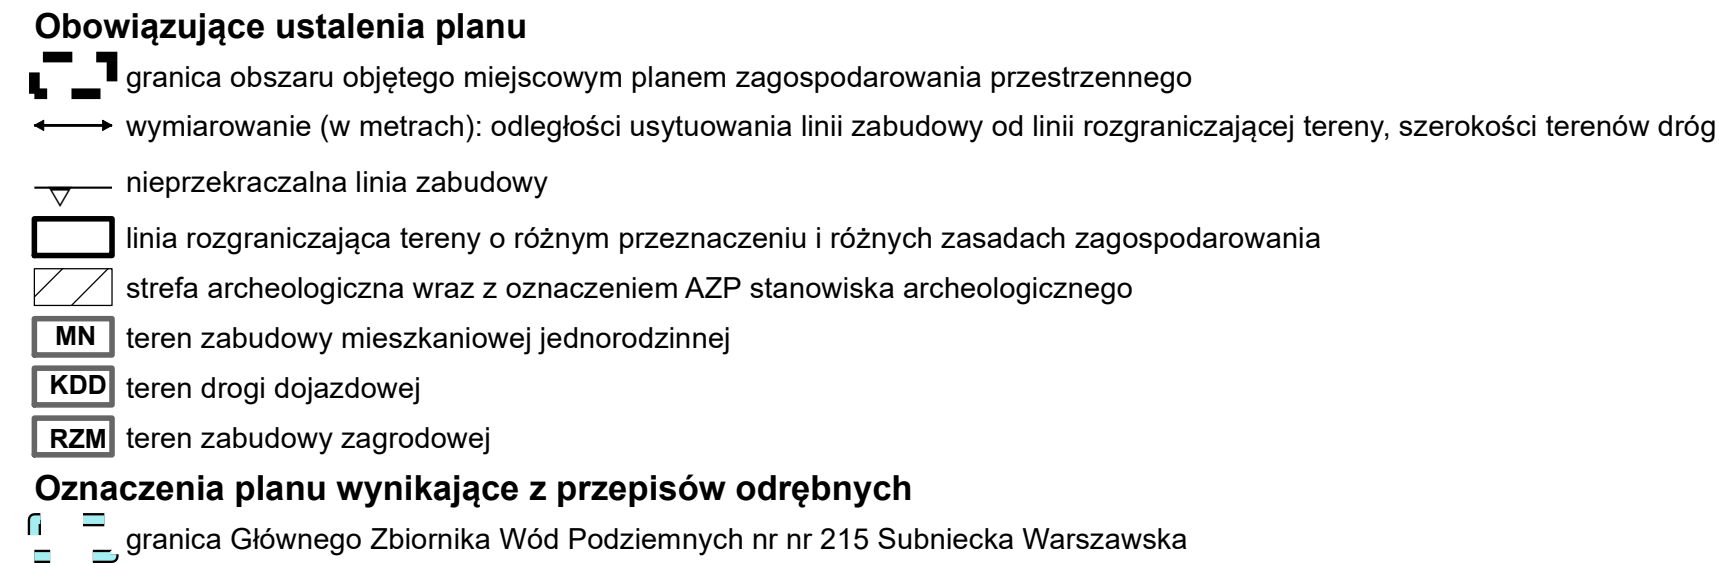 Obowiązujące ustalenia planu
granica obszaru objętego miejscowym planem zagospodarowania przestrzennego
wymiarowanie (w metrach): odległości usytuowania linii zabudowy od linii rozgraniczającej tereny, szerokości terenów dróg
nieprzekraczalna linia zabudowy
linia rozgraniczająca tereny o różnym przeznaczeniu i różnych zasadach zagospodarowania
strefa archeologiczna wraz z oznaczeniem AZP stanowiska archeologicznego
MN teren zabudowy mieszkaniowej jednorodzinnej
KDD teren drogi dojazdowej
RZM teren zabudowy zagrodowej
Oznaczenia planu wynikające z przepisów odrębnych
granica Głównego Zbiornika Wód Podziemnych nr nr 215 Subniecka Warszawska